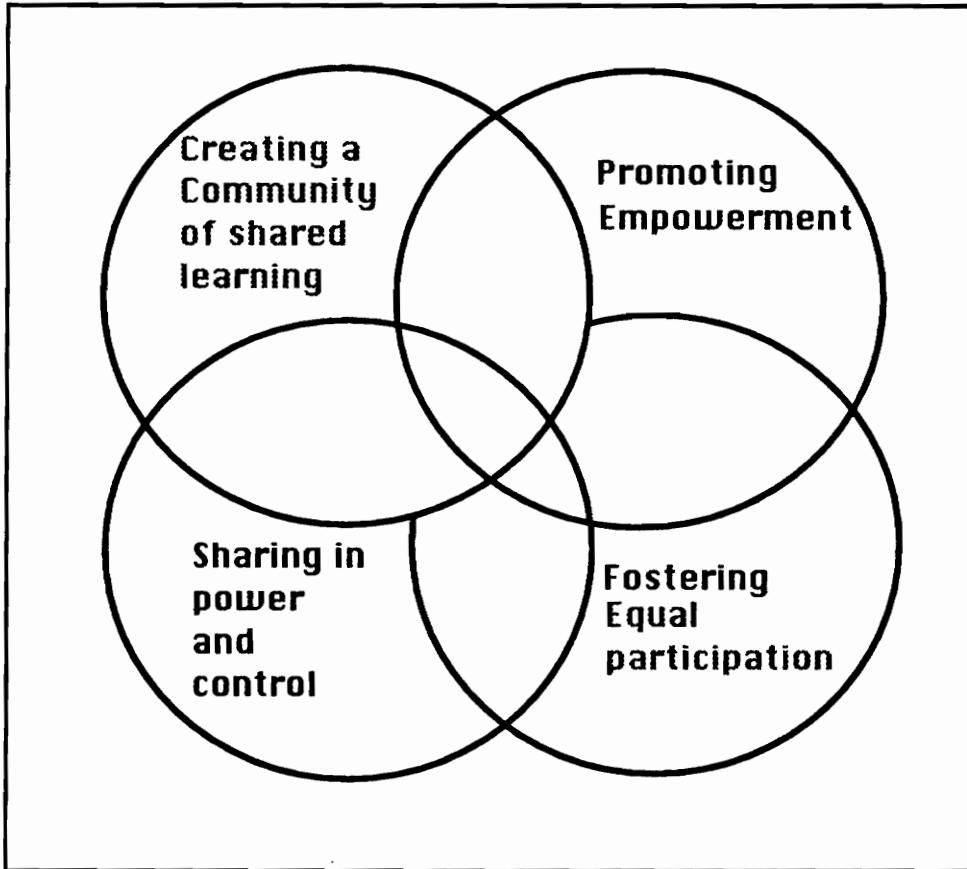 Creating a
Community
of shared
learning
Promoting
Empowerment
Sharing in
power
and
control
Fostering
Equal
participation